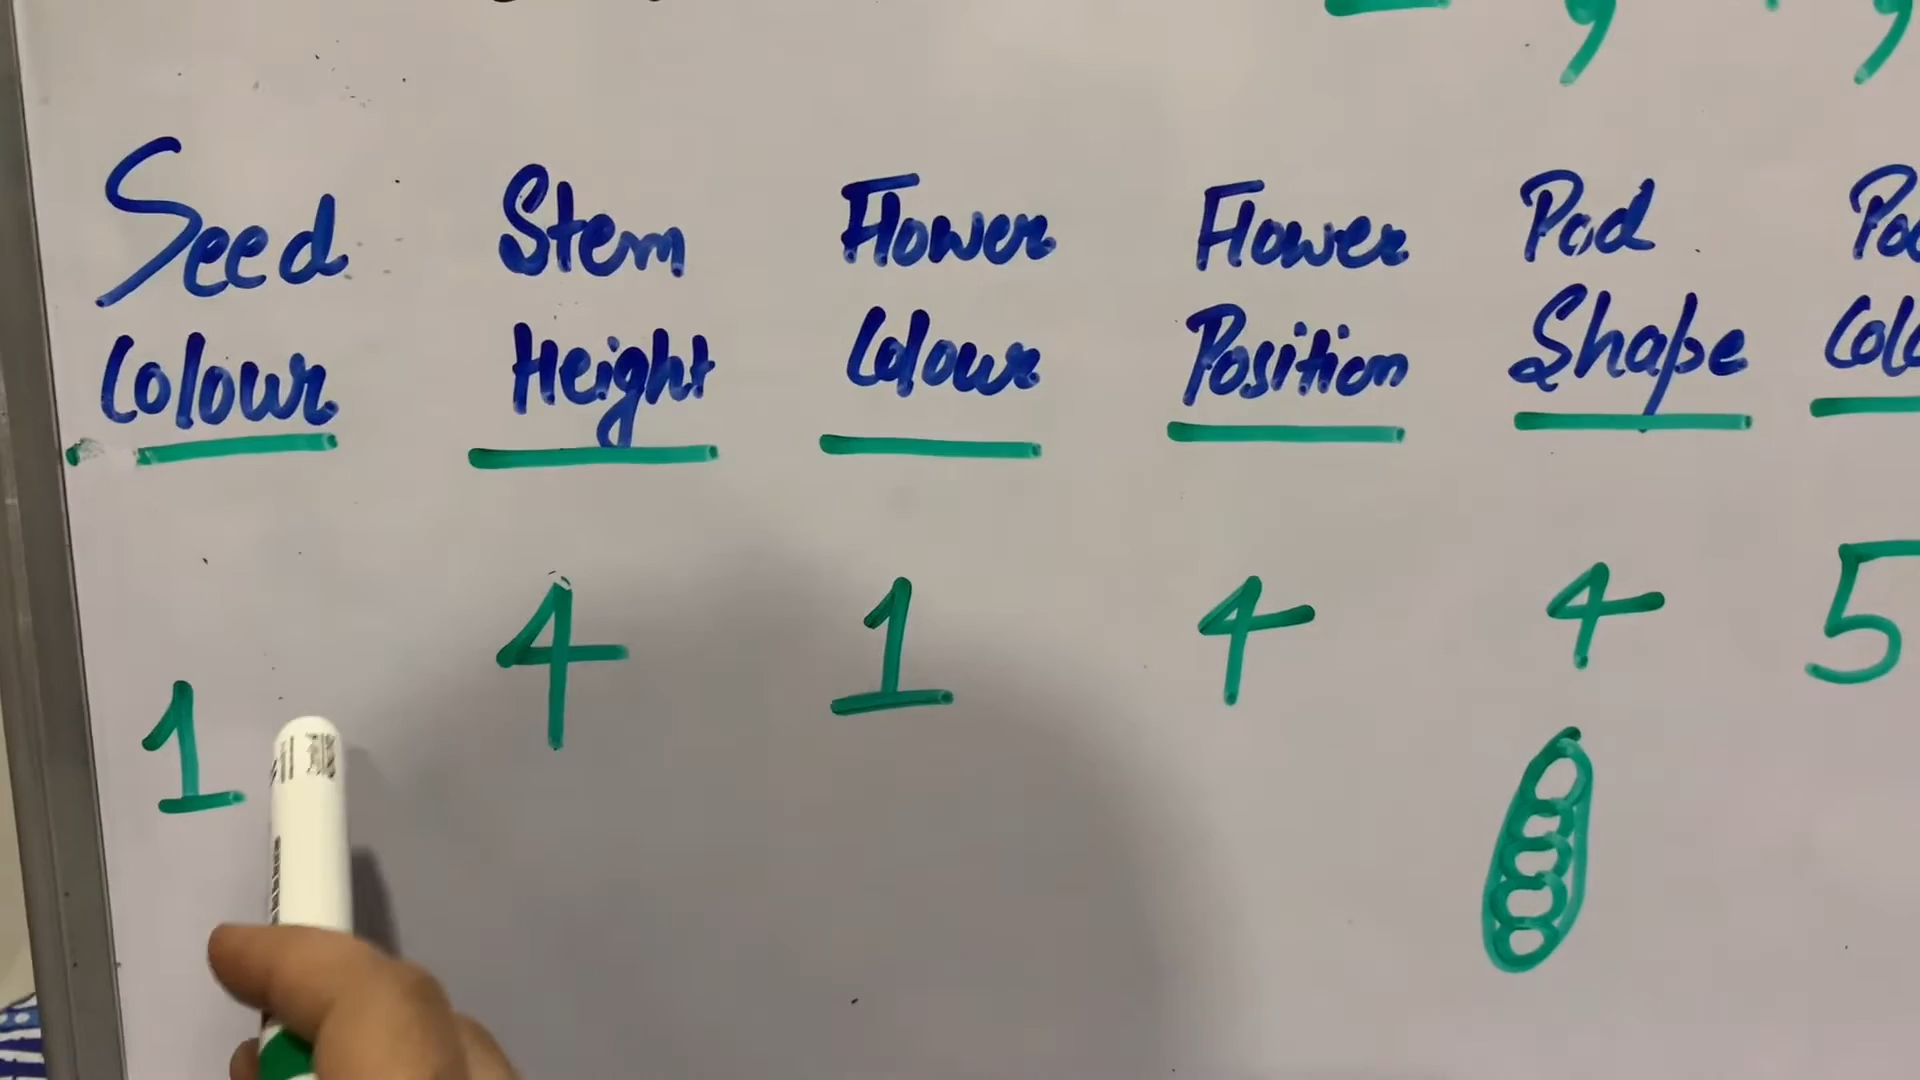 Seed Stem Flower Flower Pod
Colour Height Colour Position Shape
1 4 1 4 4 5